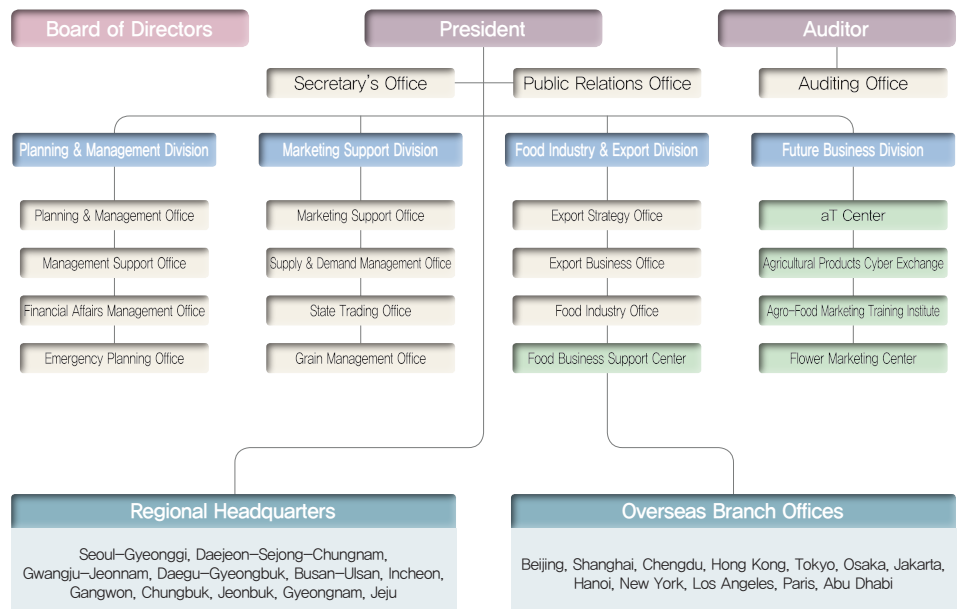 Board of Directors
President
Auditor
Secretary's Office
Public Relations Office
Auditing Office
Planning & Management Division
Marketing Support Division
Food Industry & Export Division
Future Business Division
Planning & Management Office
Marketing Support Office
Export Strategy Office
aT Center
Management Support Office
Supply & Demand Management Office
Export Business Office
Agricultural Products Cyber Exchange
Financial Affairs Management Office
State Trading Office
Food Industry Office
Agro-Food Marketing Training Institute
Emergency Planning Office
Grain Management Office
Food Business Support Center
Flower Marketing Center
Regional Headquarters
Seoul-Gyeonggi, Daejeon-Sejong-Chungnam,
Gwangju-Jeonnam, Daegu-Gyeongbuk, Busan-Ulsan, Incheon,
Gangwon, Chungbuk, Jeonbuk, Gyeongnam, Jeju
Overseas Branch Offices
Beijing, Shanghai, Chengdu, Hong Kong, Tokyo, Osaka, Jakarta,
Hanoi, New York, Los Angeles, Paris, Abu Dhabi